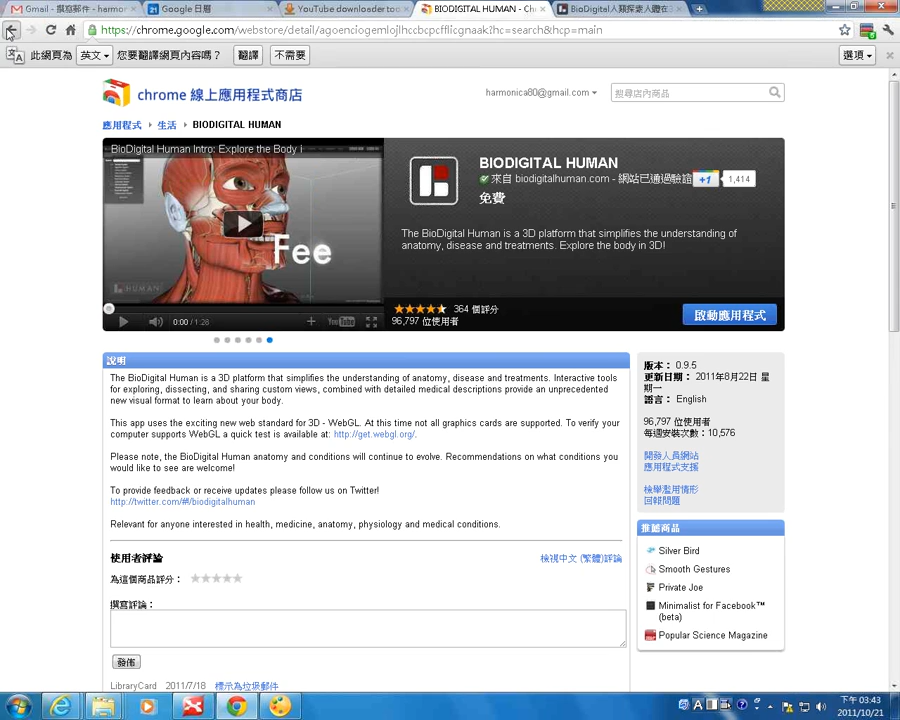 Gmail - 撰寫郵件 - harmor
Google 日曆
YouTube downloader to
BIODIGITAL HUMAN - Ch
BioDigital人類探索人體在3
https://chrome.google.com/webstore/detail/agoenciogemlojlhccbcpcfflicgnaak?hc=search&hcp=main
此網頁為 英文 您要翻譯網頁內容嗎？ 翻譯 不需要 選項
chrome 線上應用程式商店
harmonica80@gmail.com
搜尋店內商品
應用程式 生活 BIODIGITAL HUMAN
BioDigital Human Intro: Explore the Body i
HUMAN
Fee
0:00 / 1:28
YouTube
BIODIGITAL HUMAN
來自 biodigitalhuman.com - 網站已通過驗證 +1 1,414
免費
The BioDigital Human is a 3D platform that simplifies the understanding of
anatomy, disease and treatments. Explore the body in 3D!
364 個評分
96,797 位使用者
啟動應用程式
說明
The BioDigital Human is a 3D platform that simplifies the understanding of anatomy, disease and treatments. Interactive tools
for exploring, dissecting, and sharing custom views, combined with detailed medical descriptions provide an unprecedented
new visual format to learn about your body.
This app uses the exciting new web standard for 3D - WebGL. At this time not all graphics cards are supported. To verify your
computer supports WebGL a quick test is available at: http://get.webgl.org/.
Please note, the BioDigital Human anatomy and conditions will continue to evolve. Recommendations on what conditions you
would like to see are welcome!
To provide feedback or receive updates please follow us on Twitter!
http://twitter.com/#!/biodigitalhuman
Relevant for anyone interested in health, medicine, anatomy, physiology and medical conditions.
使用者評論
檢視中文 (繁體)評論
為這個商品評分：
撰寫評論：
發佈
LibraryCard 2011/7/18 標示為垃圾郵件
版本： 0.9.5
更新日期： 2011年8月22日 星
期一
語言： English
96,797 位使用者
每週安裝次數：10,576
開發人員網站
應用程式支援
檢舉濫用情形
回報問題
推薦商品
Silver Bird
Smooth Gestures
Private Joe
Minimalist for Facebook™
(beta)
Popular Science Magazine
下午 03:43
2011/10/21